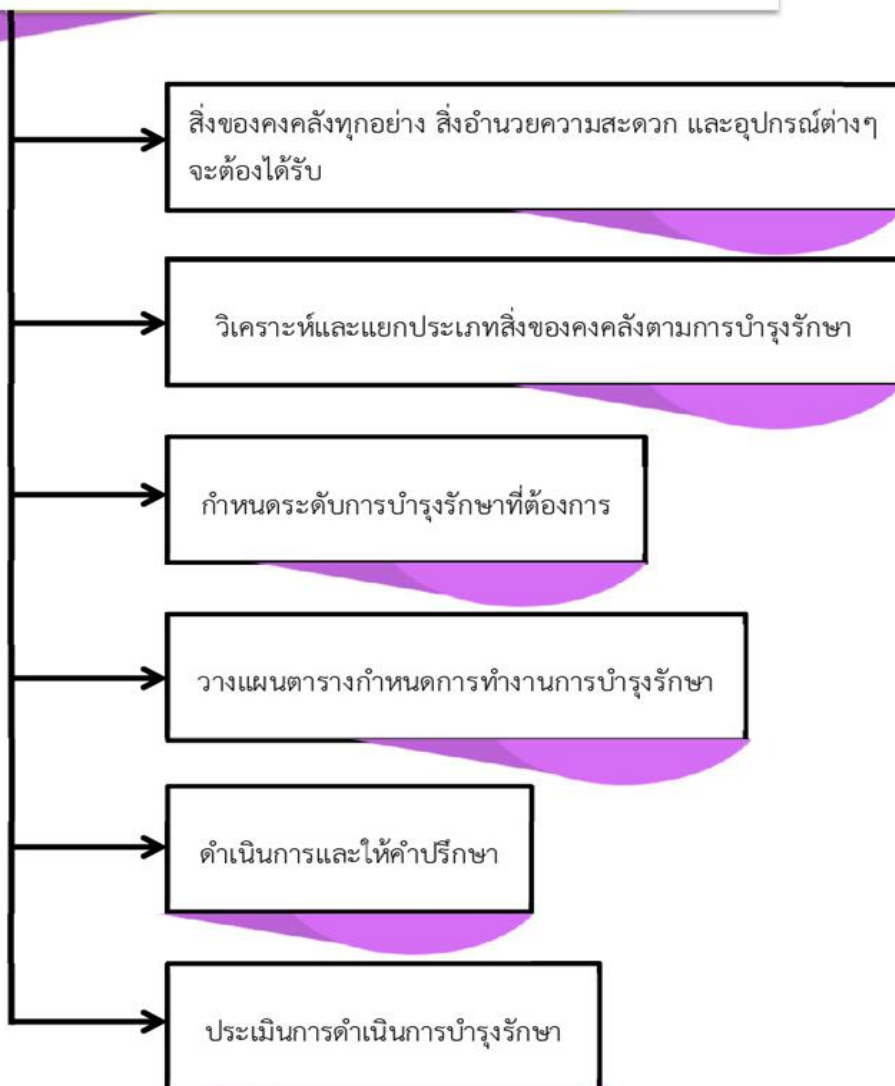 สิ่งของคงคลังทุกอย่าง สิ่งอำนวยความสะดวก และอุปกรณ์ต่างๆ
จะต้องได้รับ
วิเคราะห์และแยกประเภทสิ่งของคงคลังตามการบำรุงรักษา
กำหนดระดับการบำรุงรักษาที่ต้องการ
วางแผนตารางกำหนดการทำงานการบำรุงรักษา
ดำเนินการและให้คำปรึกษา
ประเมินการดำเนินการบำรุงรักษา